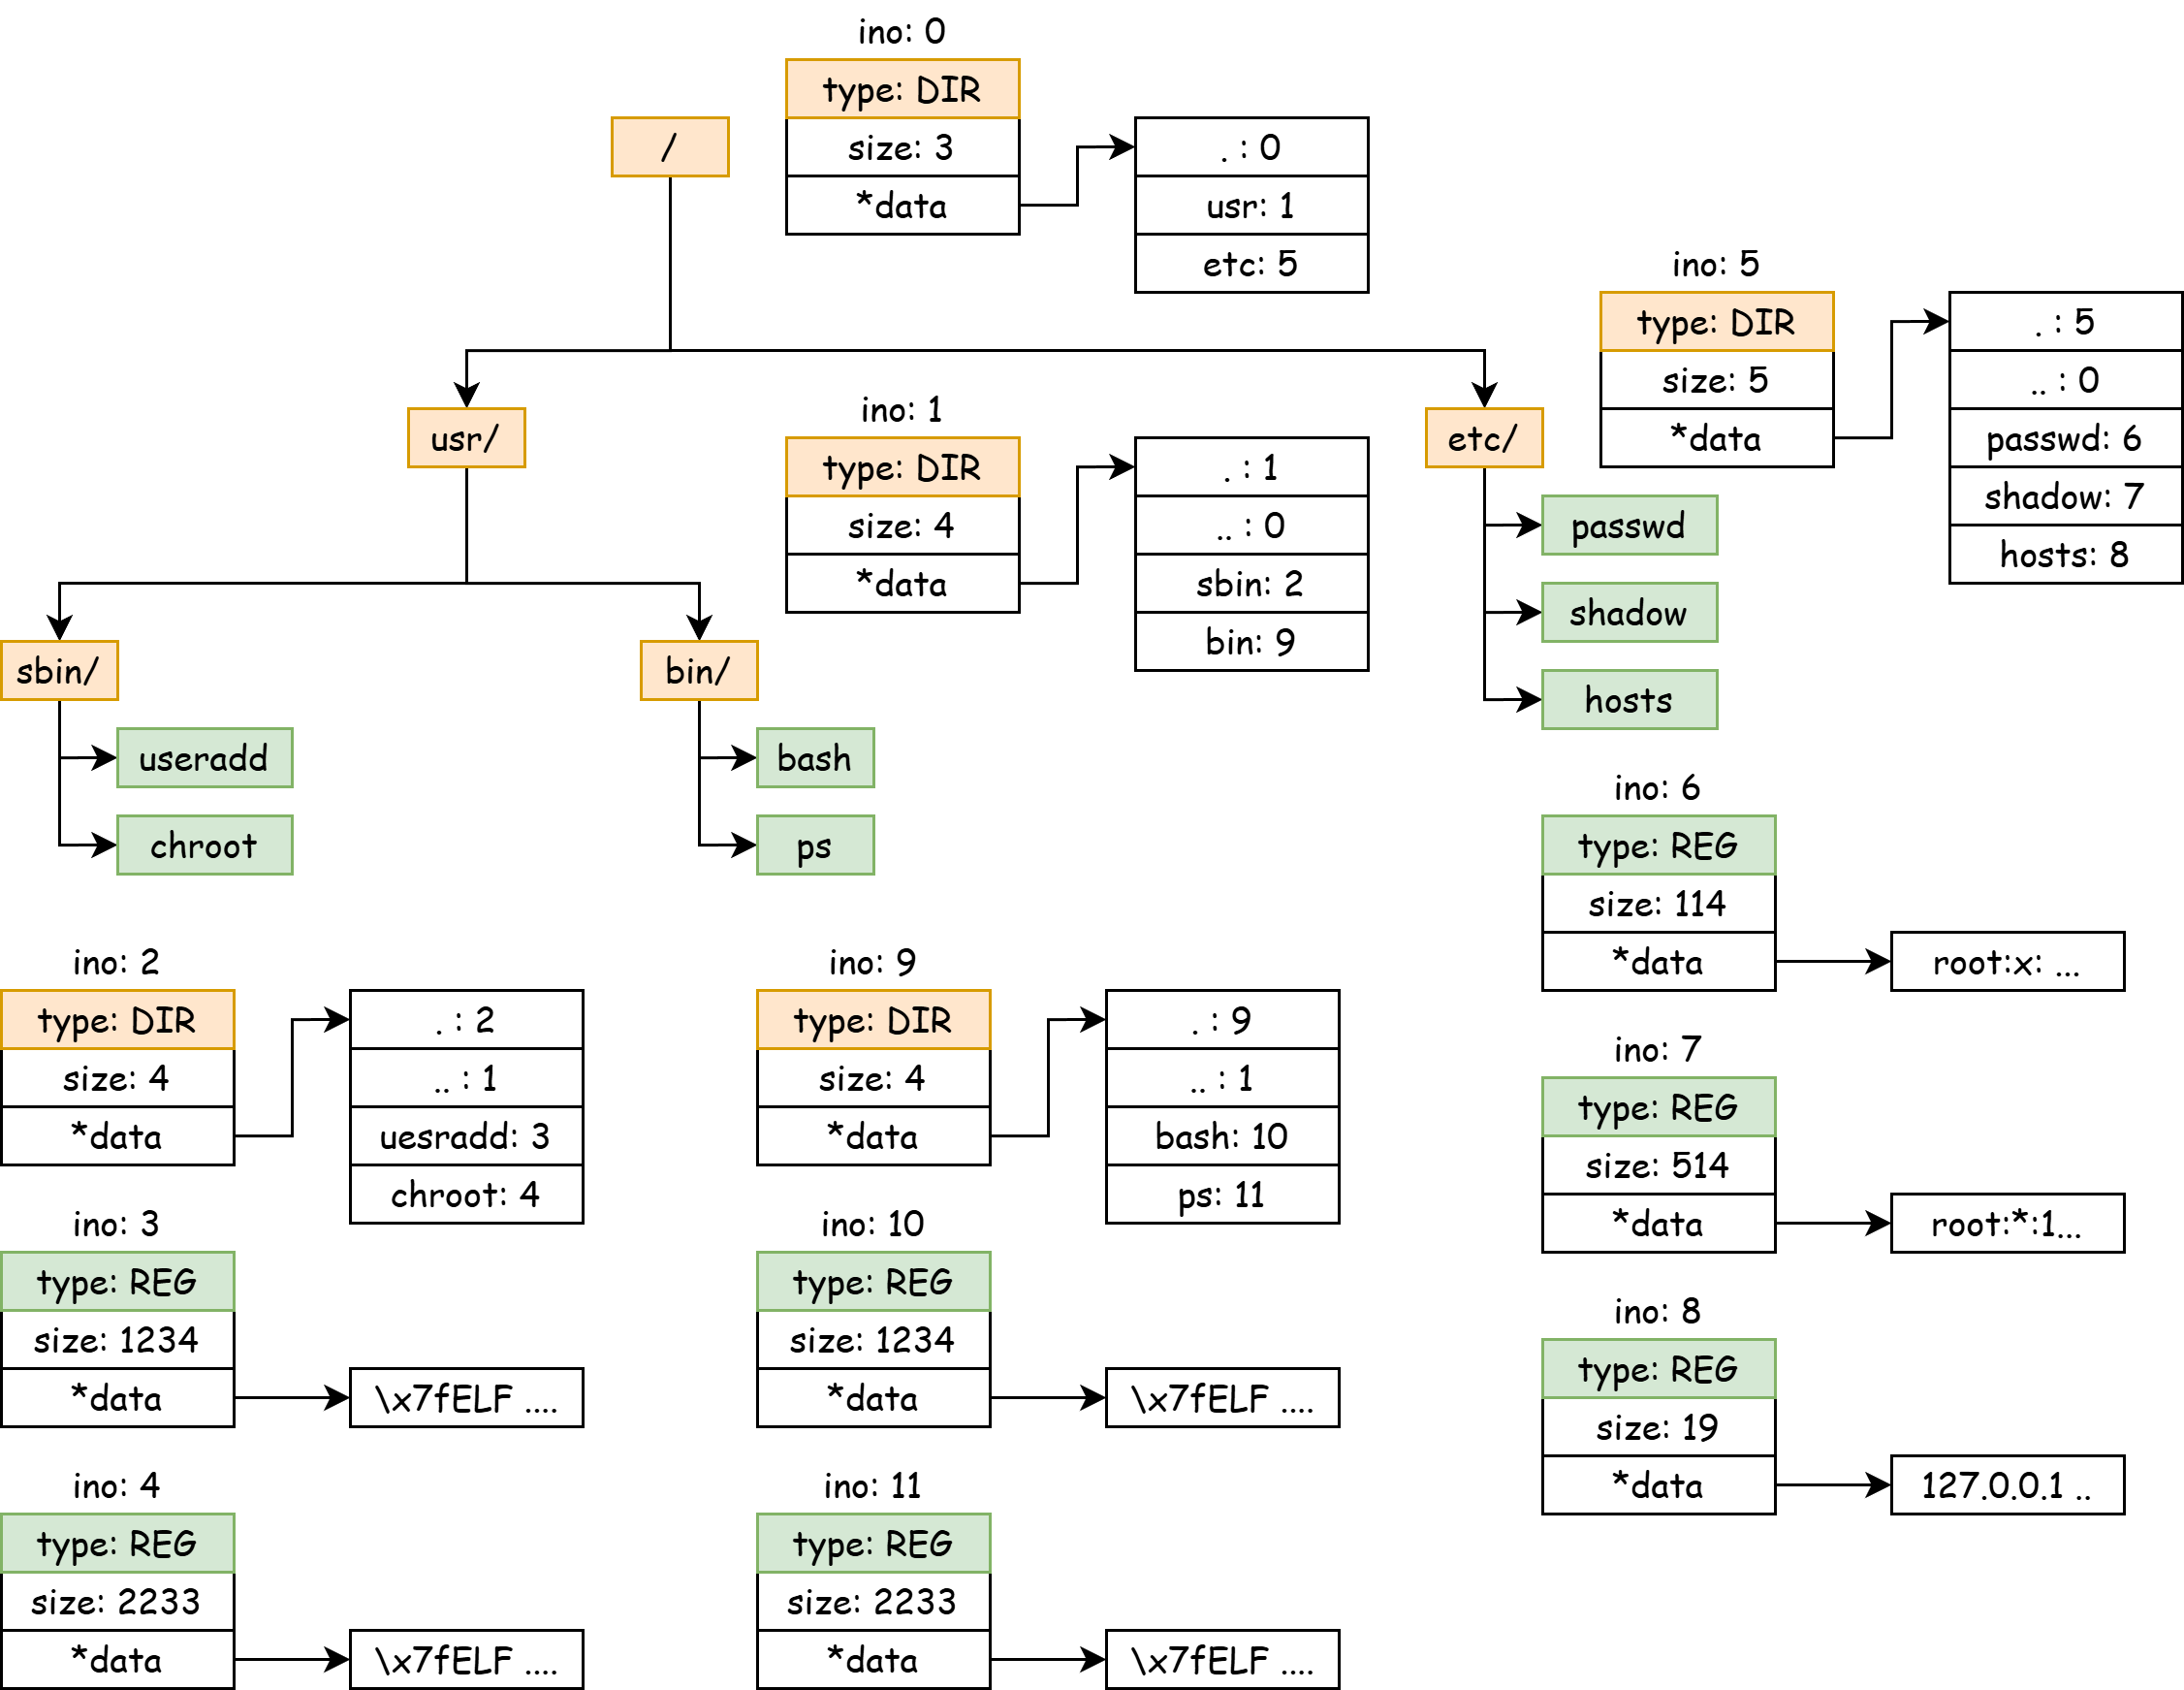 ino: 0
type: DIR
size: 3
*data
. : 0
usr: 1
etc: 5
/
ino: 5
type: DIR
size: 5
*data
. : 5
.. : 0
passwd: 6
shadow: 7
hosts: 8
usr/
ino: 1
type: DIR
size: 4
*data
. : 1
.. : 0
sbin: 2
bin: 9
etc/
passwd
shadow
hosts
sbin/
useradd
chroot
bin/
bash
ps
ino: 2
type: DIR
size: 4
*data
. : 2
.. : 1
uesradd: 3
chroot: 4
ino: 3
type: REG
size: 1234
*data
\x7fELF ....
ino: 4
type: REG
size: 2233
*data
\x7fELF ....
ino: 9
type: DIR
size: 4
*data
. : 9
.. : 1
bash: 10
ps: 11
ino: 10
type: REG
size: 1234
*data
\x7fELF ....
ino: 11
type: REG
size: 2233
*data
\x7fELF ....
ino: 6
type: REG
size: 114
*data
root:x: ...
ino: 7
type: REG
size: 514
*data
root:*:1...
ino: 8
type: REG
size: 19
*data
127.0.0.1 ..